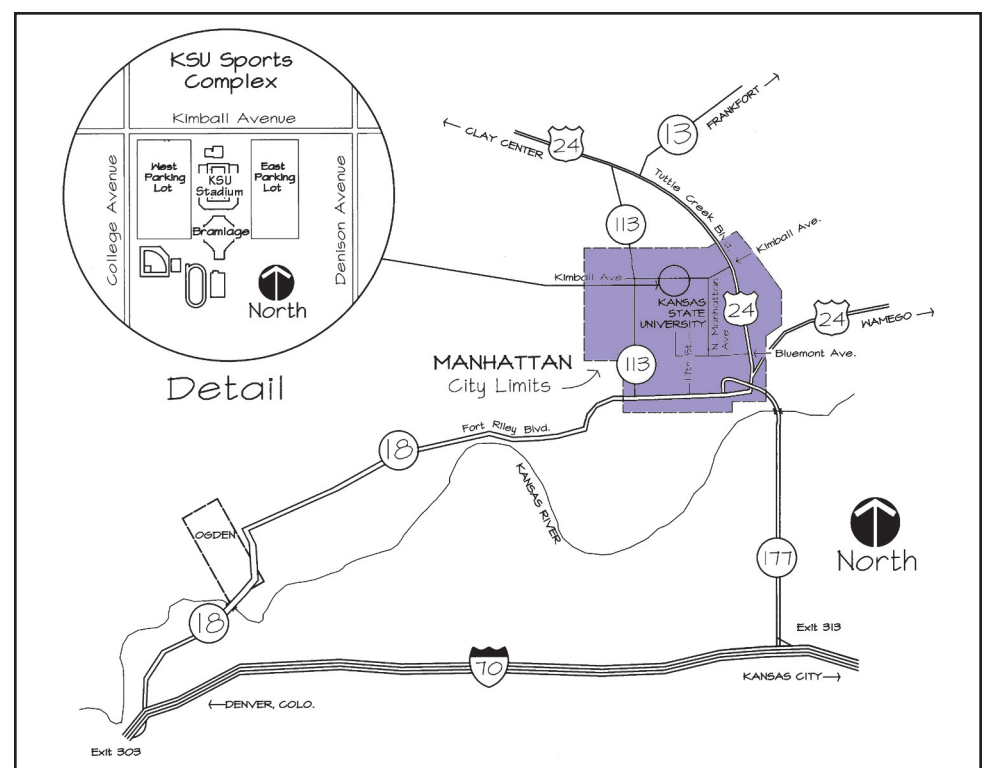 KSU Sports
Complex
Kimball Avenue
College Avenue
West
Parking
Lot
KSU
Stadium
East
Parking
Lot
Bramlage
Denison Avenue
North
Detail
← CLAY CENTER
24
13
FRANKFORT →
Tuttle Creek Blvd.
113
Kimball Ave.
Kimball Ave
KANSAS
STATE
UNIVERSITY
N. Manhattan
Ave
24
24
WAMEGO →
MANHATTAN
City Limits
113
17th St.
Bluemont Ave.
Fort Riley Blvd.
18
KANSAS
RIVER
OGDEN
18
177
North
Exit 313
70
KANSAS CITY →
← DENVER, COLO.
Exit 303